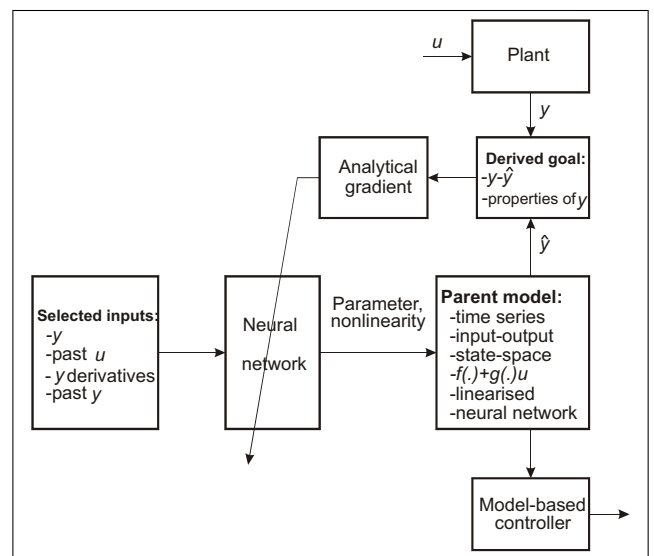 u
Plant
y
Derived goal:
-y-ŷ
-properties of y
Analytical
gradient
ŷ
Selected inputs:
-y
-past u
- y derivatives
-past y
Neural
network
Parameter,
nonlinearity
Parent model:
-time series
-input-output
-state-space
-f(.)+g(.)u
-linearised
-neural network
Model-based
controller